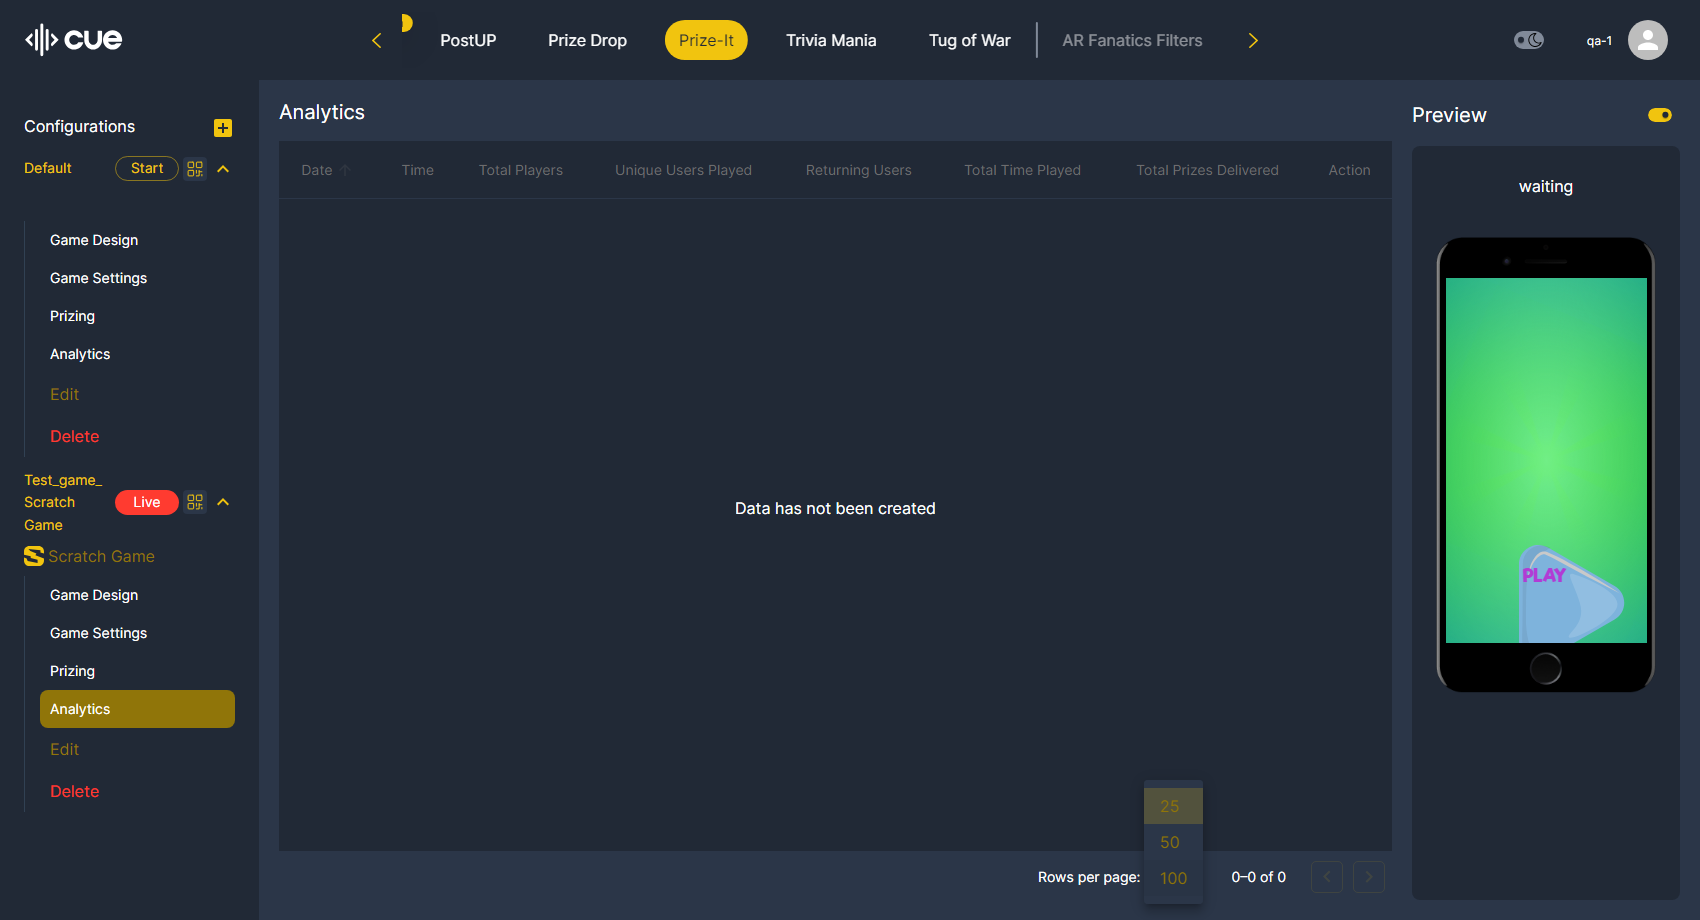 cue
PostUP
Prize Drop
Prize-It
Trivia Mania
Tug of War
AR Fanatics Filters
qa-1
Configurations
Default
Start
Game Design
Game Settings
Prizing
Analytics
Edit
Delete
Test_game_
Scratch
Game
Live
Scratch Game
Game Design
Game Settings
Prizing
Analytics
Edit
Delete
Analytics
Date
Time
Total Players
Unique Users Played
Returning Users
Total Time Played
Total Prizes Delivered
Action
Data has not been created
Rows per page:
25
50
100
0–0 of 0
Preview
waiting
PLAY